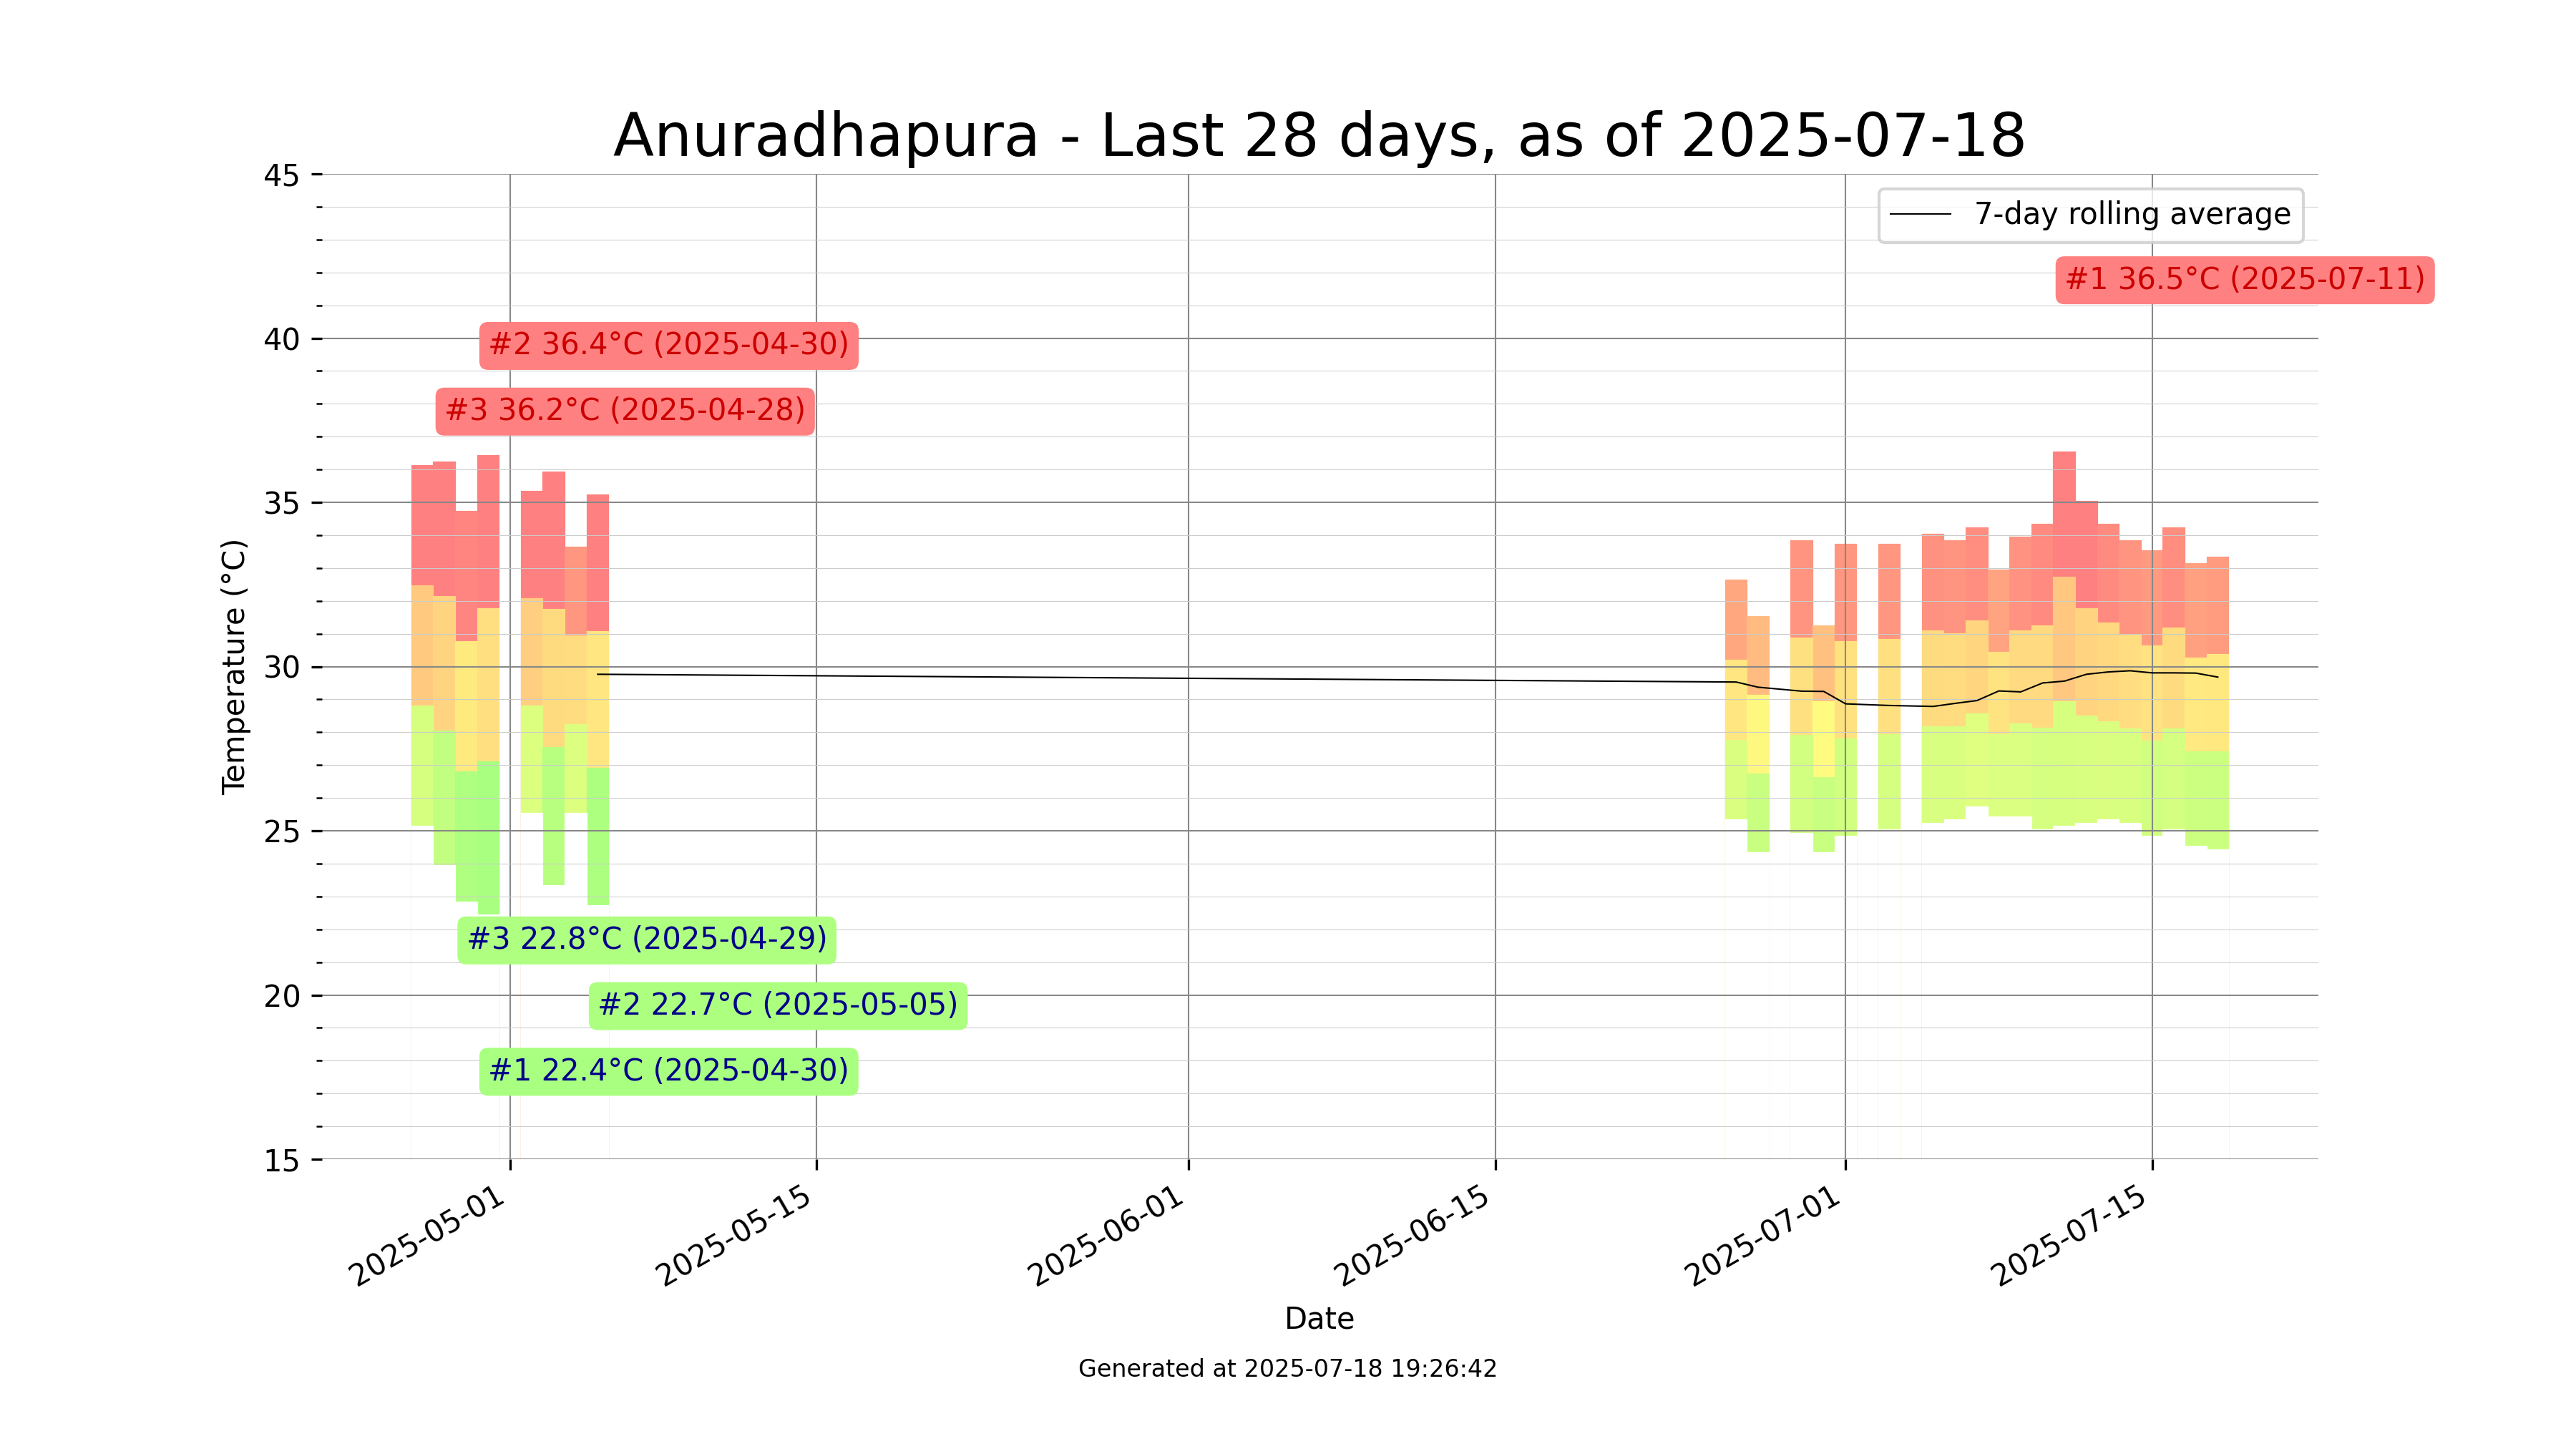 Anuradhapura - Last 28 days, as of 2025-07-18
45
7-day rolling average
#1 36.5°C (2025-07-11)
#2 36.4°C (2025-04-30)
40
#3 36.2°C (2025-04-28)
35
Temperature (°C)
30
25
#3 22.8°C (2025-04-29)
20
#2 22.7°C (2025-05-05)
#1 22.4°C (2025-04-30)
15
2025-05-01
2025-05-15
2025-06-01
2025-06-15
2025-07-01
2025-07-15
Date
Generated at 2025-07-18 19:26:42